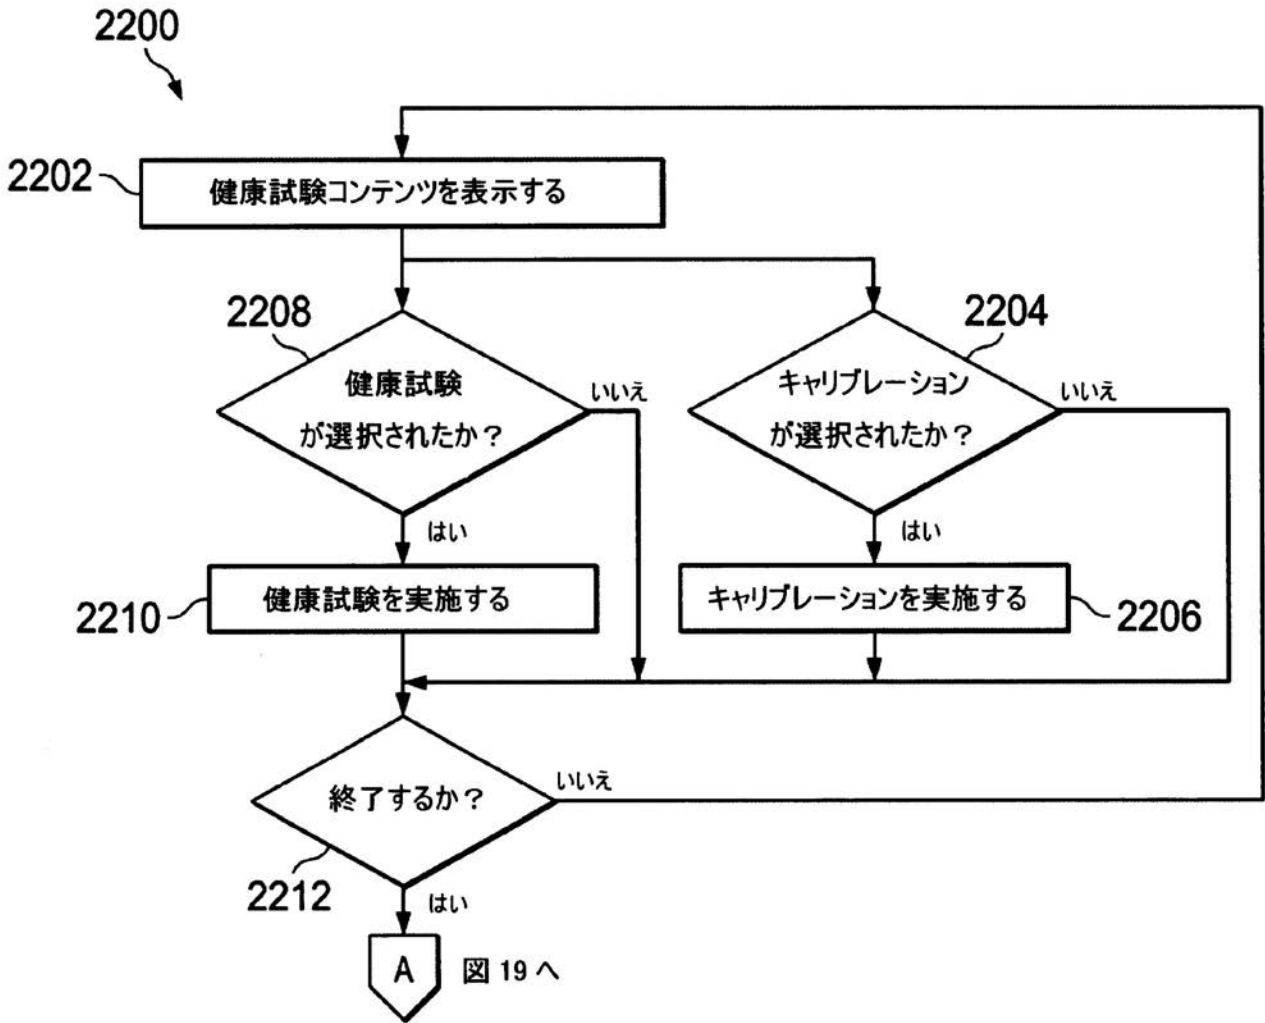 2200
2202
健康試験コンテンツを表示する
2208
2204
健康試験
が選択されたか？
いいえ
キャリブレーション
が選択されたか？
いいえ
はい
はい
2210
健康試験を実施する
キャリブレーションを実施する
2206
終了するか？
いいえ
2212
はい
A
図 19 へ